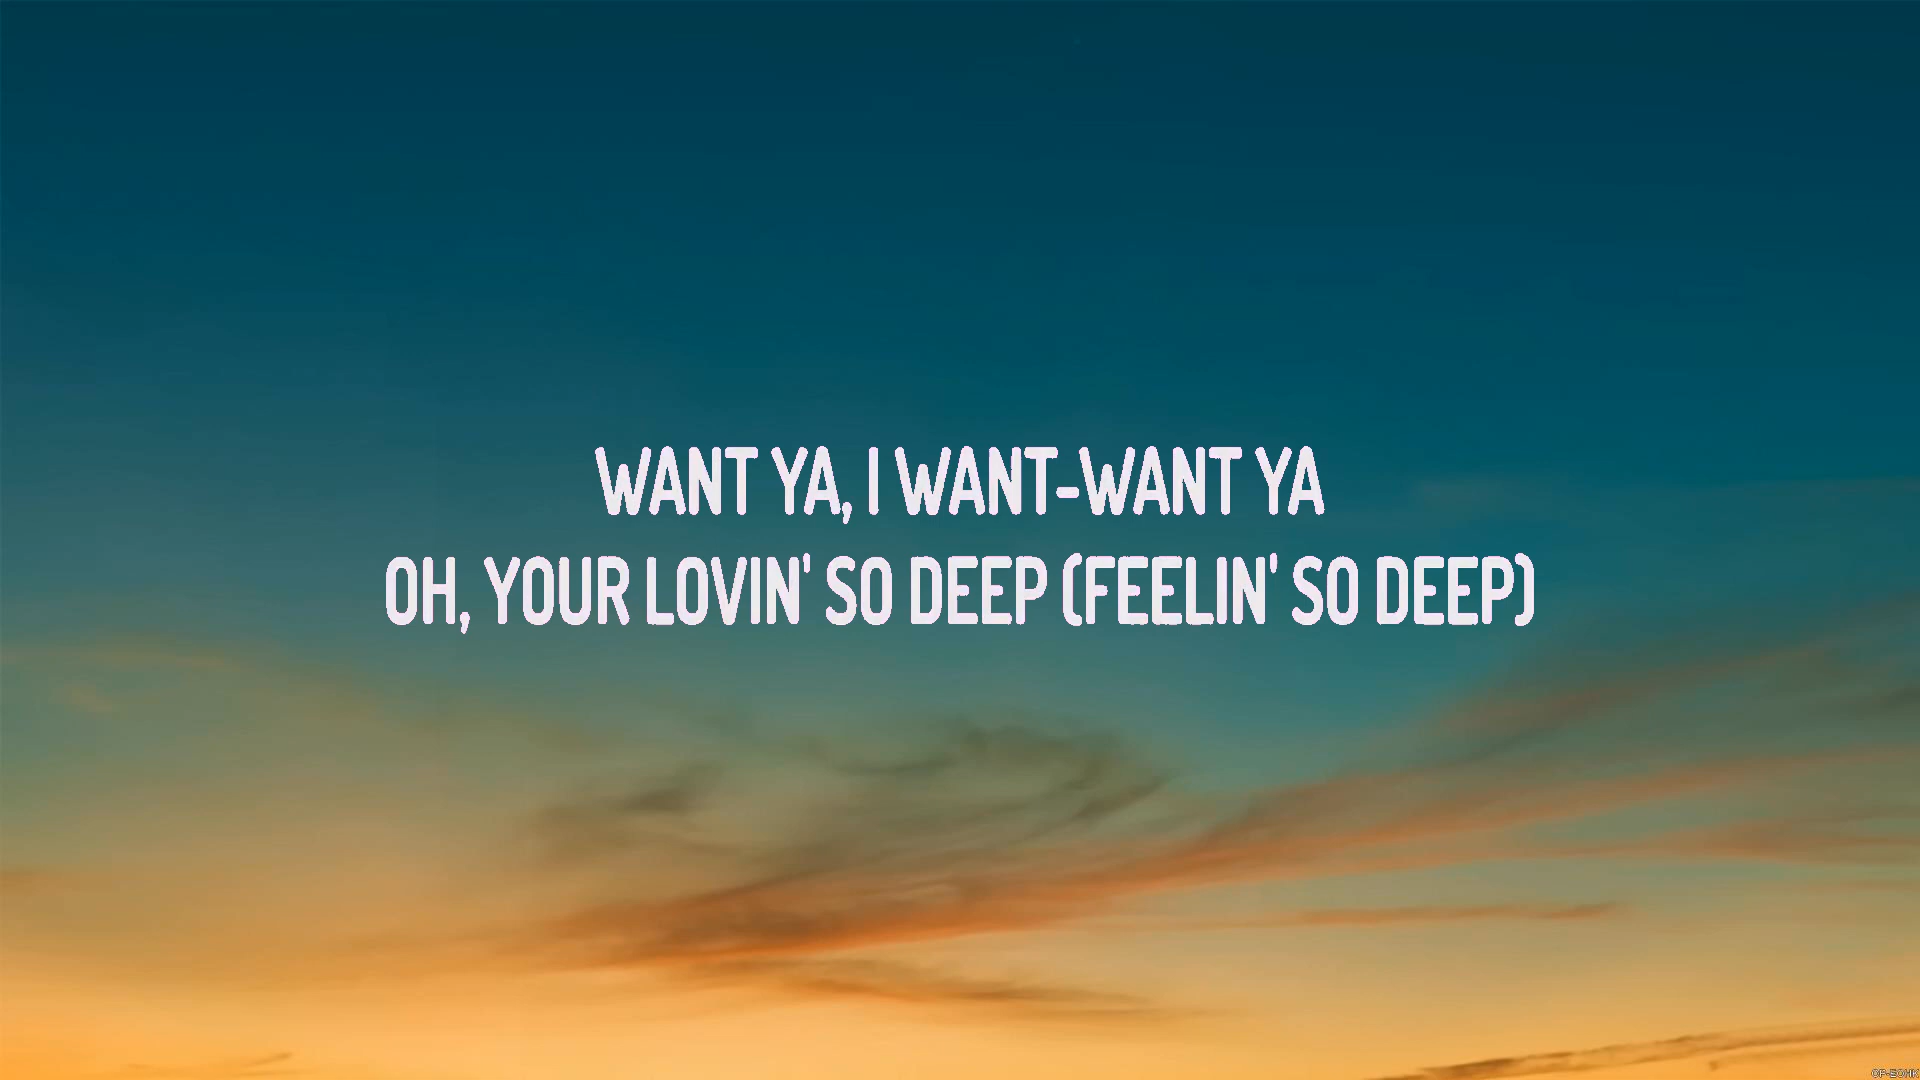 WANT YA, I WANT-WANT YA
OH, YOUR LOVIN' SO DEEP (FEELIN' SO DEEP)